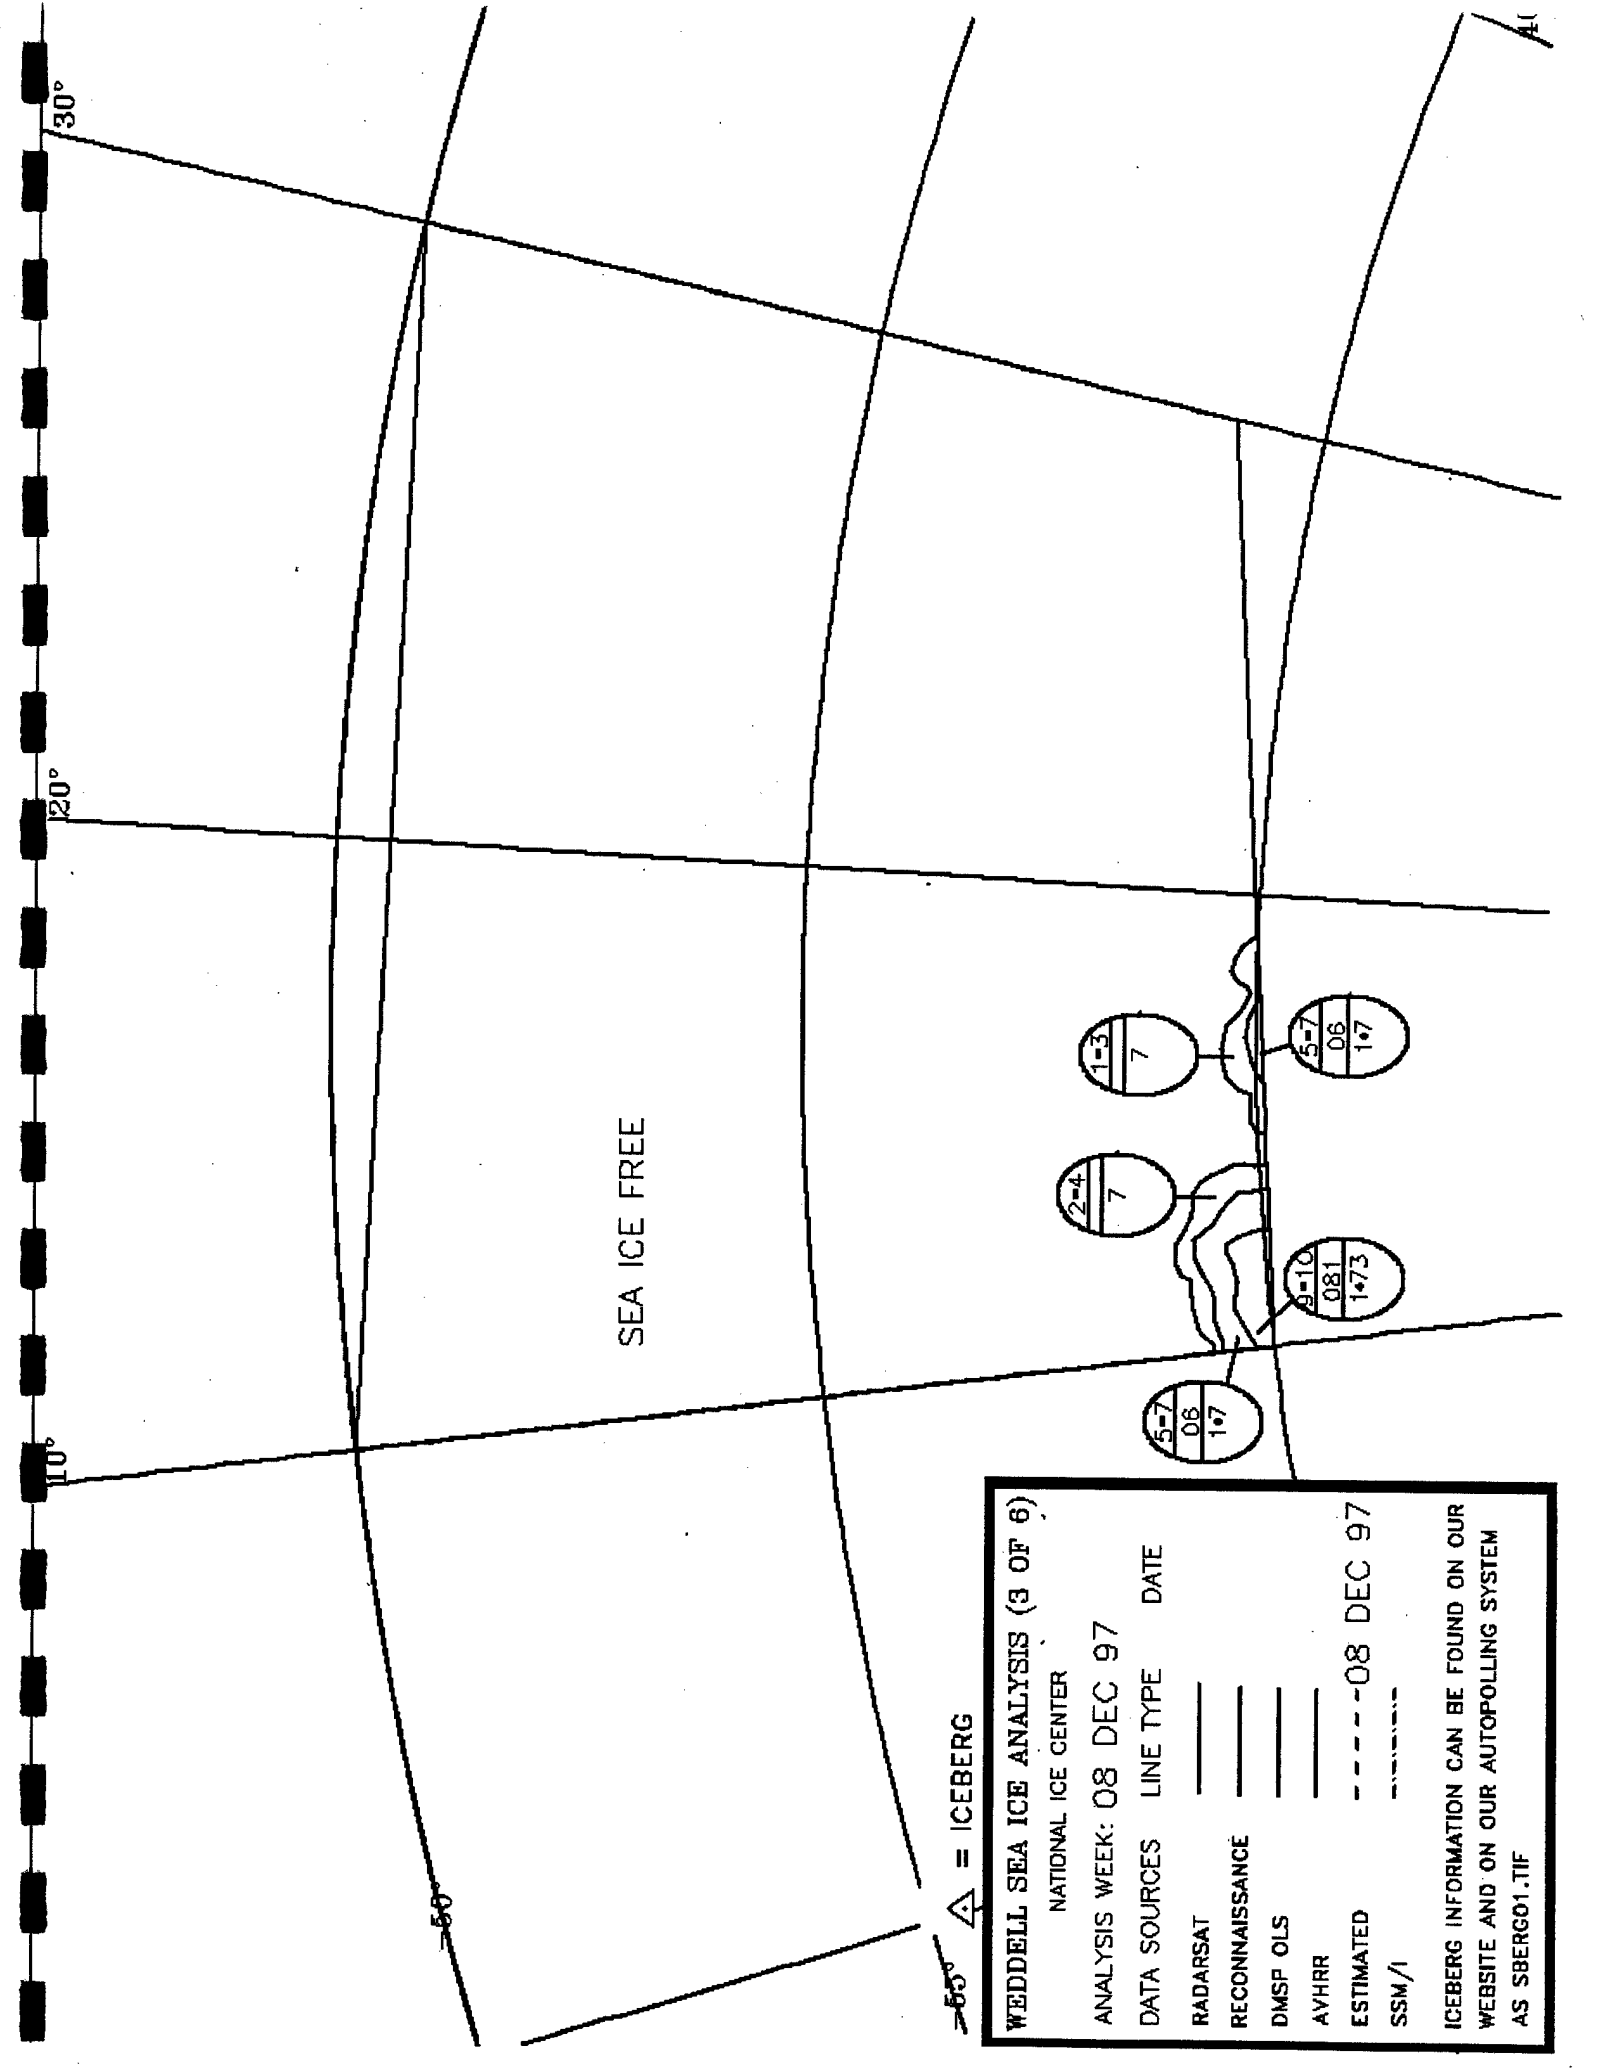 10°
20°
30°
-50°
-55°
SEA ICE FREE
1-3
7
2-4
7
5-7
06
1•7
9-10
081
1•73
5-7
06
1•7
= ICEBERG
WEDDELL SEA ICE ANALYSIS (3 OF 6)
NATIONAL ICE CENTER
ANALYSIS WEEK: 08 DEC 97
DATA SOURCES LINE TYPE DATE
RADARSAT
RECONNAISSANCE
DMSP OLS
AVHRR
ESTIMATED 08 DEC 97
SSM/I
ICEBERG INFORMATION CAN BE FOUND ON OUR
WEBSITE AND ON OUR AUTOPOLLING SYSTEM
AS SBERG01.TIF